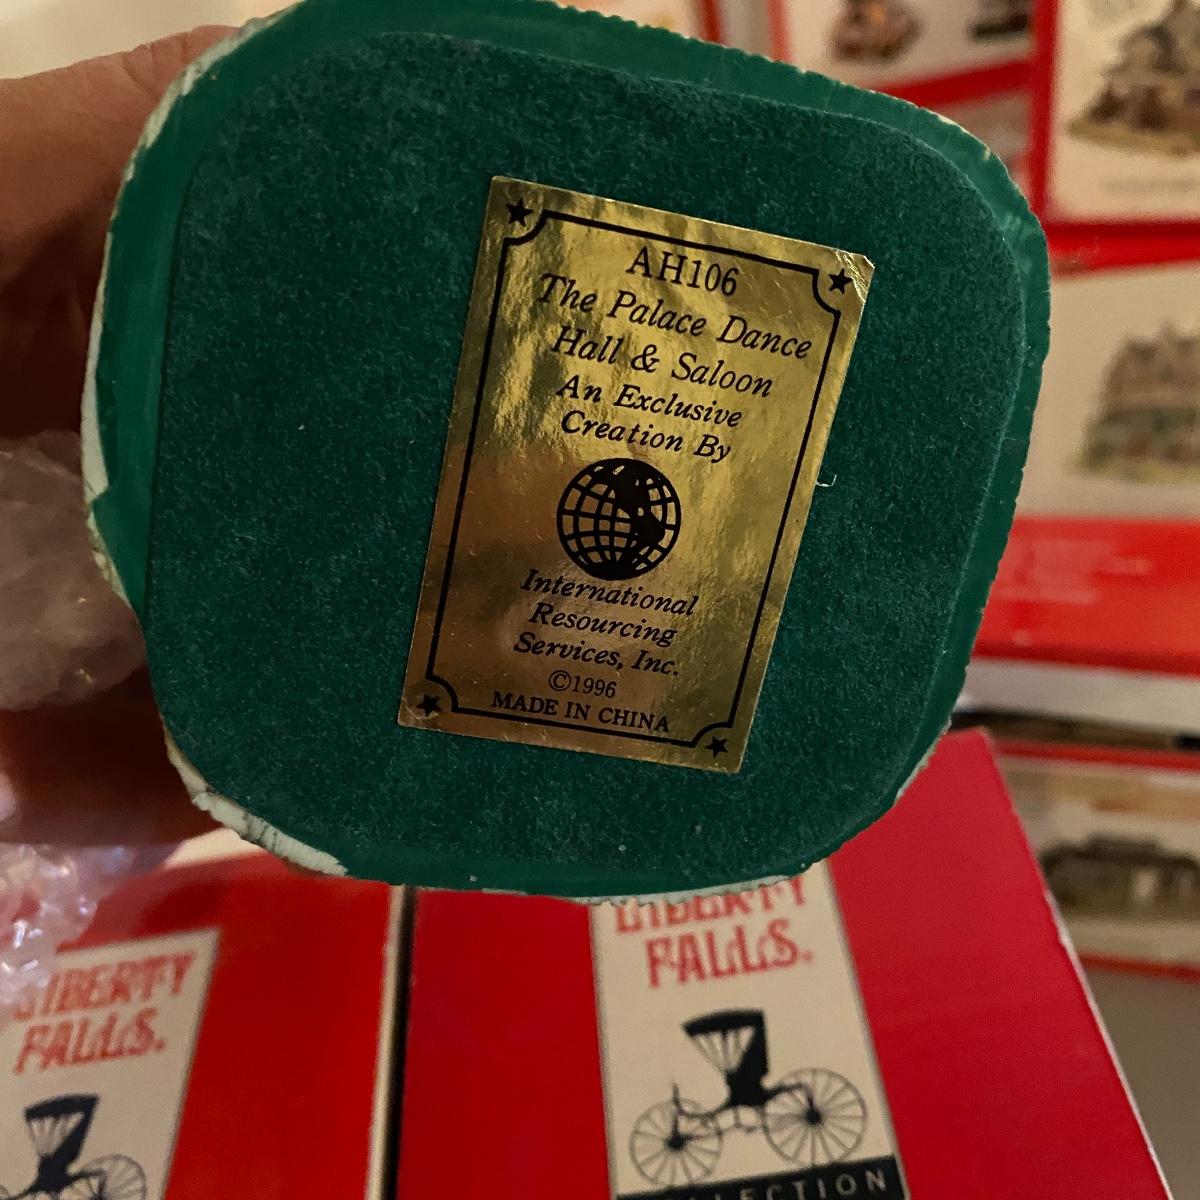 AH106
The Palace Dance
Hall & Saloon
An Exclusive
Creation By
International
Resourcing
Services, Inc.
©1996
MADE IN CHINA
LIBERTY
FALLS.
LIBERTY
FALLS.